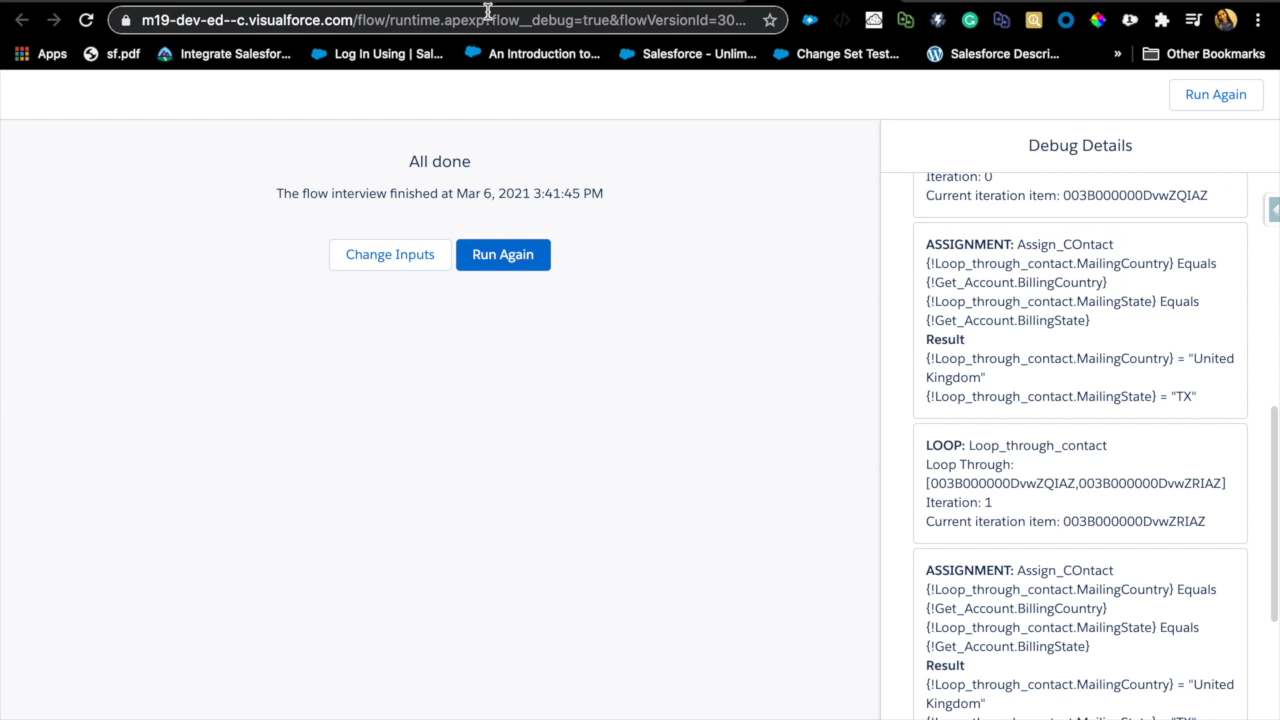 m19-dev-ed--c.visualforce.com/flow/runtime.apexp?flow__debug=true&flowVersionId=30...
Apps sf.pdf Integrate Salesfor... Log In Using | Sal... An Introduction to... Salesforce - Unlim... Change Set Test... Salesforce Descri... » Other Bookmarks
Run Again
All done
The flow interview finished at Mar 6, 2021 3:41:45 PM
Change Inputs Run Again
Debug Details
Iteration: 0
Current iteration item: 003B000000DvwZQIAZ
ASSIGNMENT: Assign_COntact
{!Loop_through_contact.MailingCountry} Equals
{!Get_Account.BillingCountry}
{!Loop_through_contact.MailingState} Equals
{!Get_Account.BillingState}
Result
{!Loop_through_contact.MailingCountry} = "United
Kingdom"
{!Loop_through_contact.MailingState} = "TX"
LOOP: Loop_through_contact
Loop Through:
[003B000000DvwZQIAZ,003B000000DvwZRIAZ]
Iteration: 1
Current iteration item: 003B000000DvwZRIAZ
ASSIGNMENT: Assign_COntact
{!Loop_through_contact.MailingCountry} Equals
{!Get_Account.BillingCountry}
{!Loop_through_contact.MailingState} Equals
{!Get_Account.BillingState}
Result
{!Loop_through_contact.MailingCountry} = "United
Kingdom"